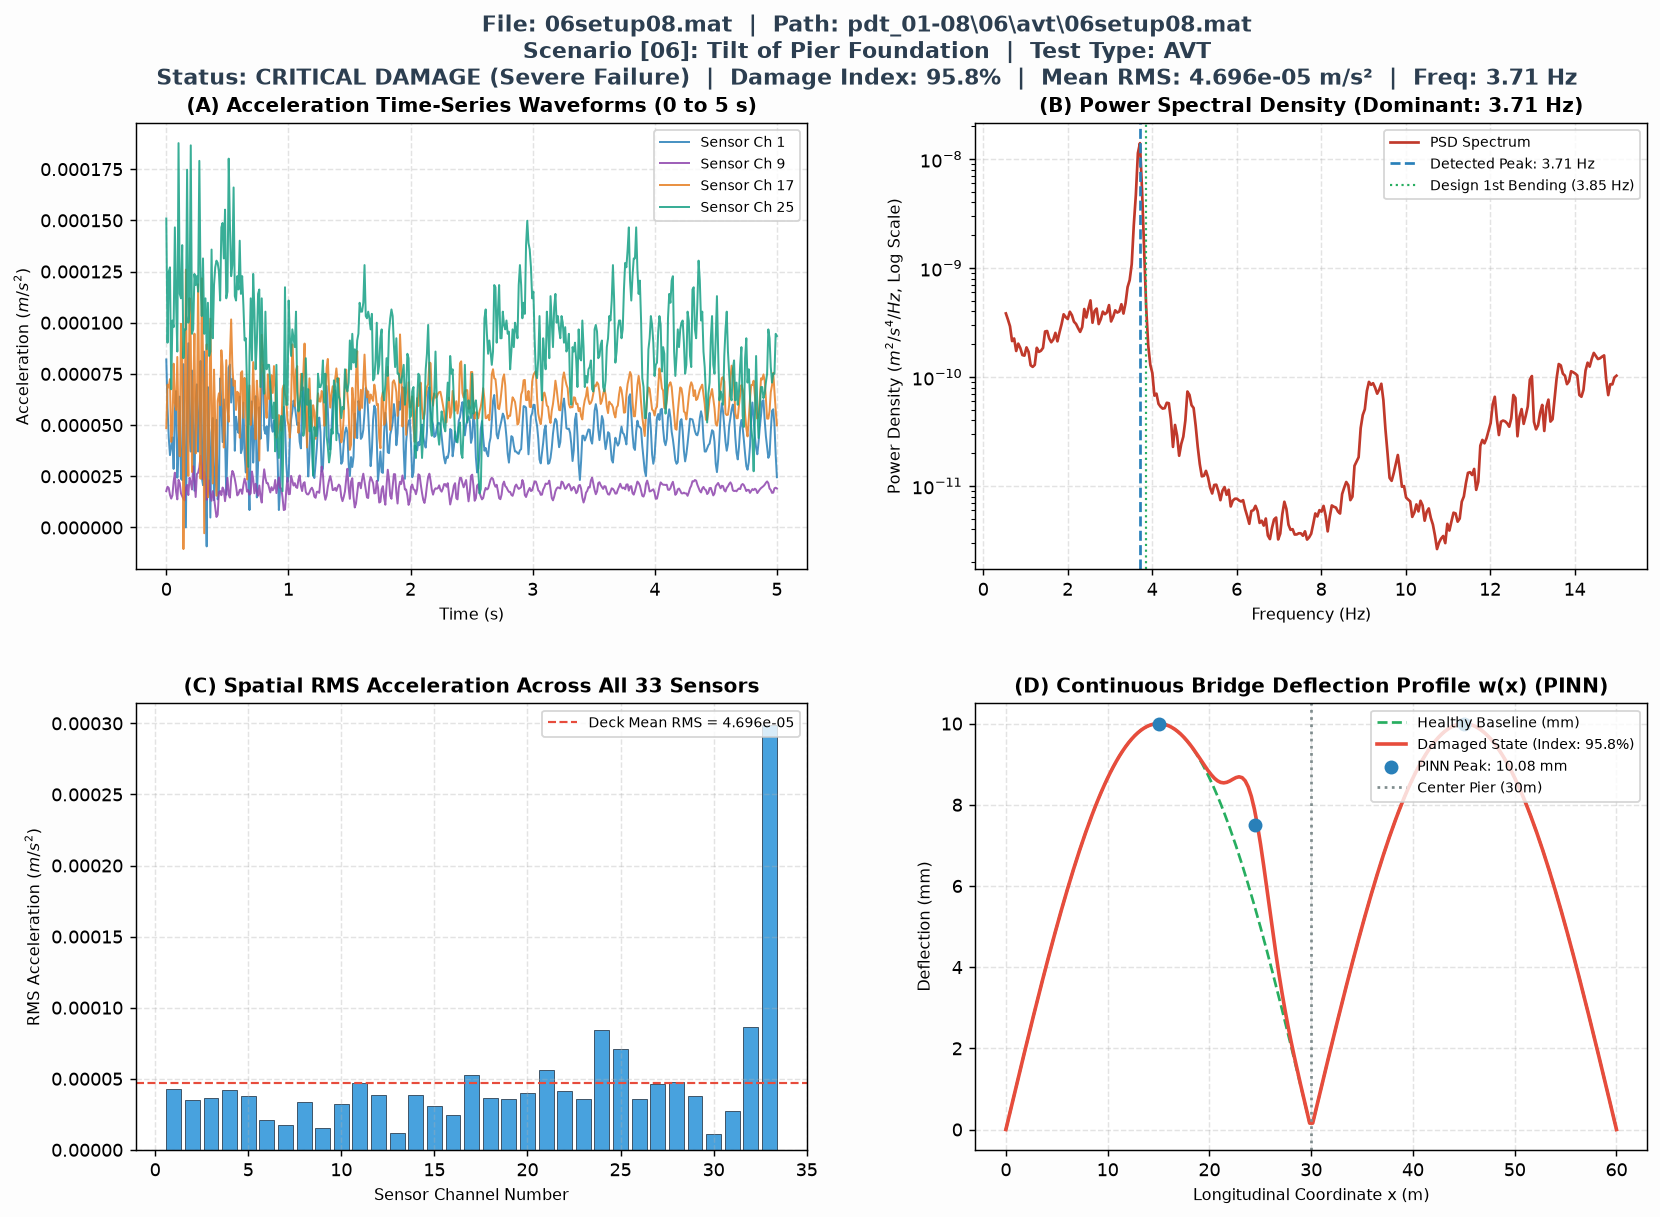 File: 06setup08.mat | Path: pdt_01-08\06\avt\06setup08.mat
Scenario [06]: Tilt of Pier Foundation | Test Type: AVT
Status: CRITICAL DAMAGE (Severe Failure) | Damage Index: 95.8% | Mean RMS: 4.696e-05 m/s² | Freq: 3.71 Hz
(A) Acceleration Time-Series Waveforms (0 to 5 s)
Acceleration (m/s²)
0.000175
0.000150
0.000125
0.000100
0.000075
0.000050
0.000025
0.000000
Sensor Ch 1
Sensor Ch 9
Sensor Ch 17
Sensor Ch 25
0 1 2 3 4 5
Time (s)
(B) Power Spectral Density (Dominant: 3.71 Hz)
Power Density (m²/s⁴/Hz, Log Scale)
10⁻⁸
10⁻⁹
10⁻¹⁰
10⁻¹¹
PSD Spectrum
Detected Peak: 3.71 Hz
Design 1st Bending (3.85 Hz)
0 2 4 6 8 10 12 14
Frequency (Hz)
(C) Spatial RMS Acceleration Across All 33 Sensors
RMS Acceleration (m/s²)
0.00030
0.00025
0.00020
0.00015
0.00010
0.00005
0.00000
Deck Mean RMS = 4.696e-05
0 5 10 15 20 25 30 35
Sensor Channel Number
(D) Continuous Bridge Deflection Profile w(x) (PINN)
Deflection (mm)
10
8
6
4
2
0
Healthy Baseline (mm)
Damaged State (Index: 95.8%)
PINN Peak: 10.08 mm
Center Pier (30m)
0 10 20 30 40 50 60
Longitudinal Coordinate x (m)